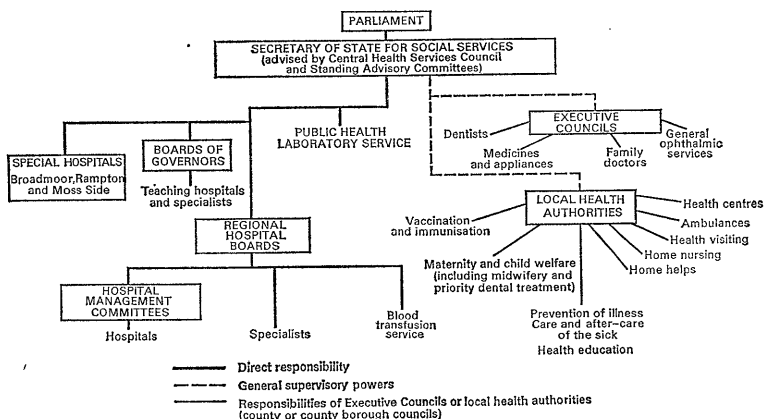 PARLIAMENT
SECRETARY OF STATE FOR SOCIAL SERVICES
(advised by Central Health Services Council
and Standing Advisory Committees)
PUBLIC HEALTH
LABORATORY SERVICE
SPECIAL HOSPITALS
Broadmoor, Rampton
and Moss Side
BOARDS OF
GOVERNORS
Teaching hospitals
and specialists
EXECUTIVE
COUNCILS
Dentists
Medicines
and appliances
Family
doctors
General
ophthalmic
services
REGIONAL
HOSPITAL
BOARDS
HOSPITAL
MANAGEMENT
COMMITTEES
Hospitals
Specialists
Blood
transfusion
service
LOCAL HEALTH
AUTHORITIES
Vaccination
and immunisation
Maternity and child welfare
(including midwifery and
priority dental treatment)
Prevention of illness
Care and after-care
of the sick
Health education
Health centres
Ambulances
Health visiting
Home nursing
Home helps
Direct responsibility
General supervisory powers
Responsibilities of Executive Councils or local health authorities
(county or county borough councils)